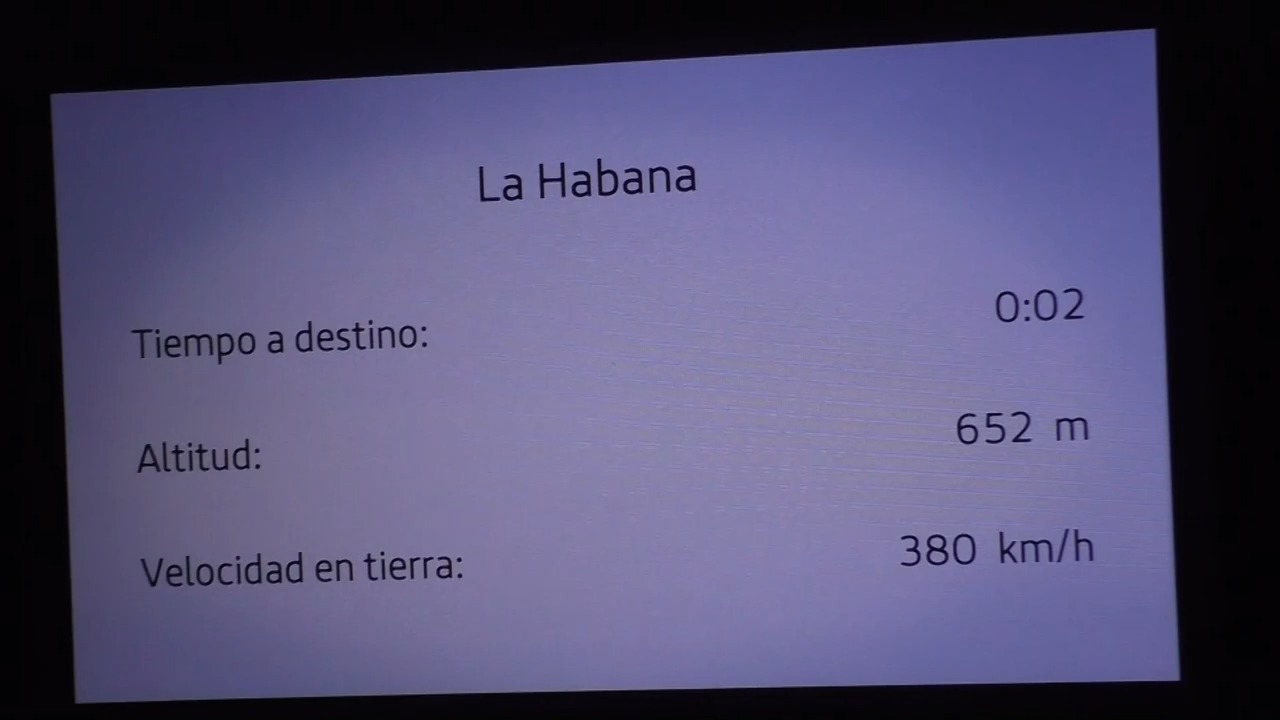 La Habana
Tiempo a destino: 0:02
Altitud: 652 m
Velocidad en tierra: 380 km/h